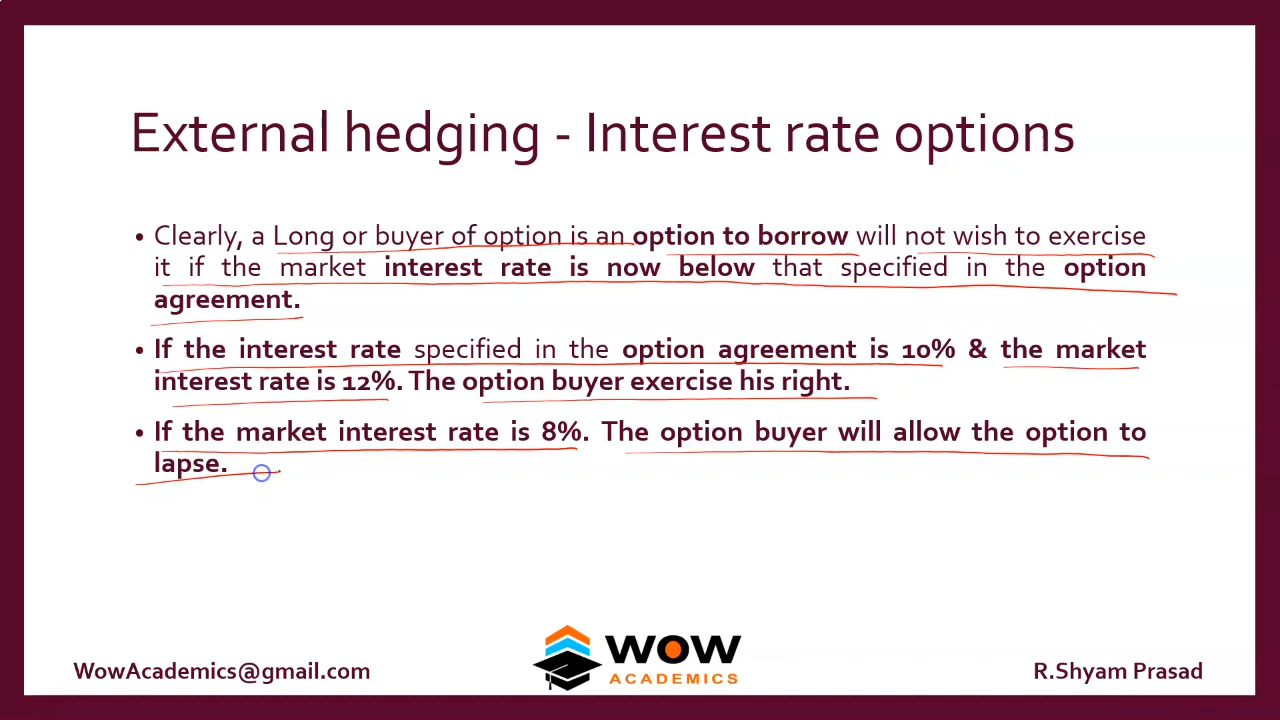 External hedging - Interest rate options
• Clearly, a Long or buyer of option is an option to borrow will not wish to exercise
it if the market interest rate is now below that specified in the option
agreement.
• If the interest rate specified in the option agreement is 10% & the market
interest rate is 12%. The option buyer exercise his right.
• If the market interest rate is 8%. The option buyer will allow the option to
lapse.
WOW
ACADEMICS
WowAcademics@gmail.com
R.Shyam Prasad